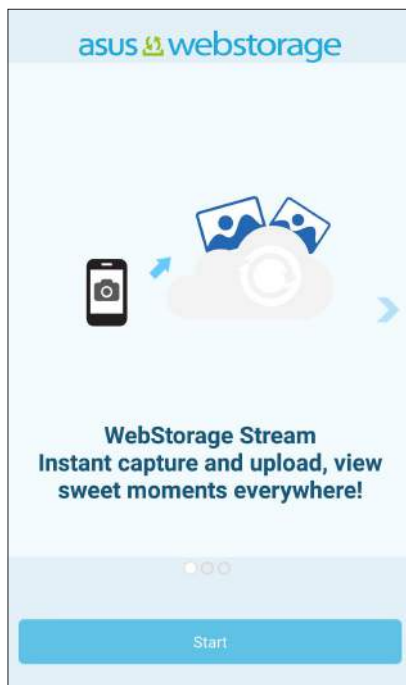 asus webstorage
WebStorage Stream
Instant capture and upload, view
sweet moments everywhere!
Start